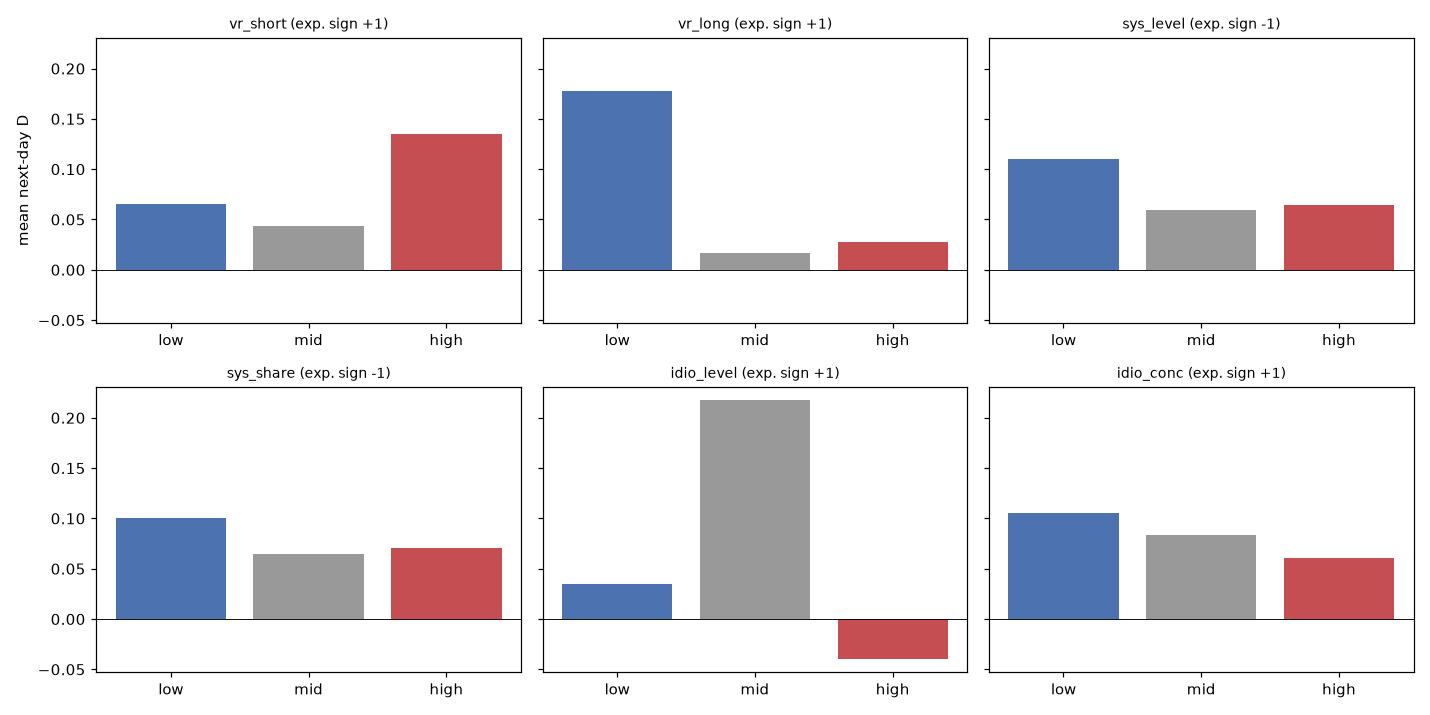 vr_short (exp. sign +1)
vr_long (exp. sign +1)
sys_level (exp. sign -1)
mean next-day D
0.20
0.15
0.10
0.05
0.00
−0.05
low
mid
high
low
mid
high
low
mid
high
sys_share (exp. sign -1)
idio_level (exp. sign +1)
idio_conc (exp. sign +1)
0.20
0.15
0.10
0.05
0.00
−0.05
low
mid
high
low
mid
high
low
mid
high